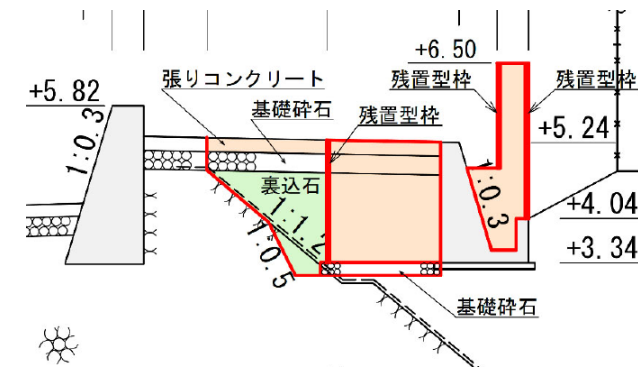 +6.50
残置型枠
残置型枠
張りコンクリート
+5.82
基礎砕石
残置型枠
1:0.3
+5.24
裏込石
1:0.3
1:1.2
+4.04
1:0.5
+3.34
基礎砕石